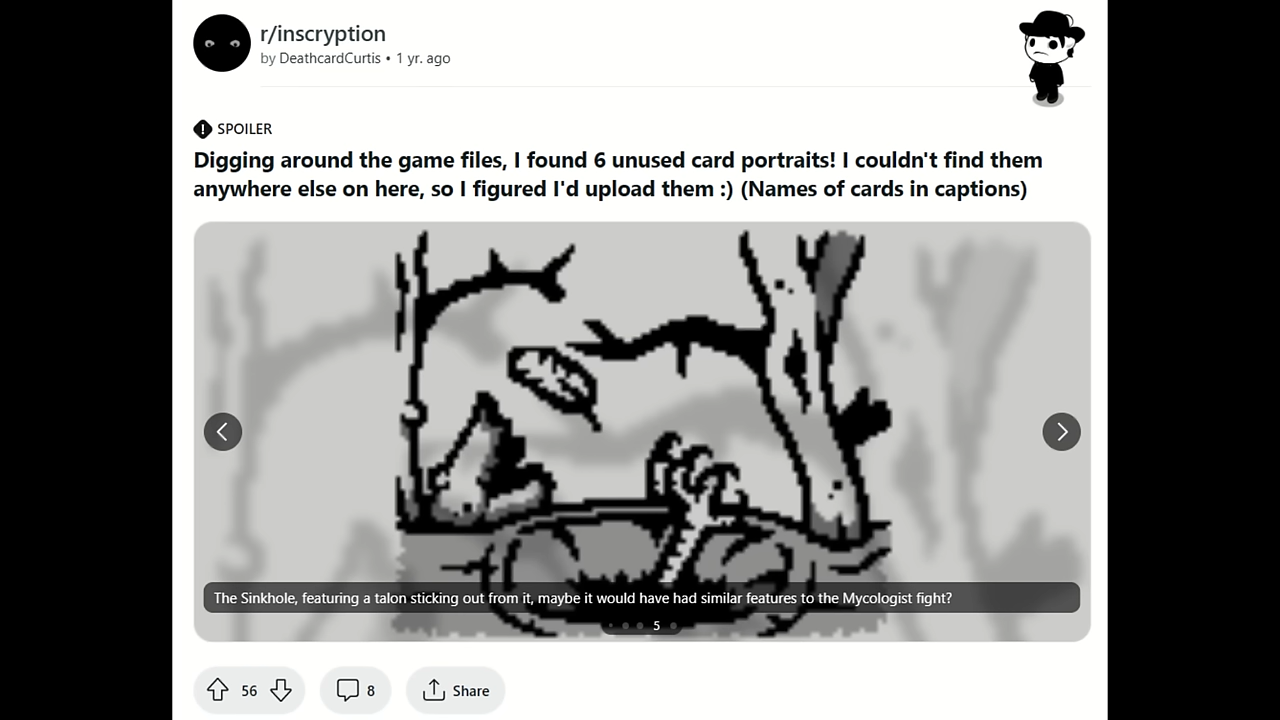 r/inscryption
by DeathcardCurtis • 1 yr. ago
SPOILER
Digging around the game files, I found 6 unused card portraits! I couldn't find them
anywhere else on here, so I figured I'd upload them :) (Names of cards in captions)
The Sinkhole, featuring a talon sticking out from it, maybe it would have had similar features to the Mycologist fight?
5
56
8
Share